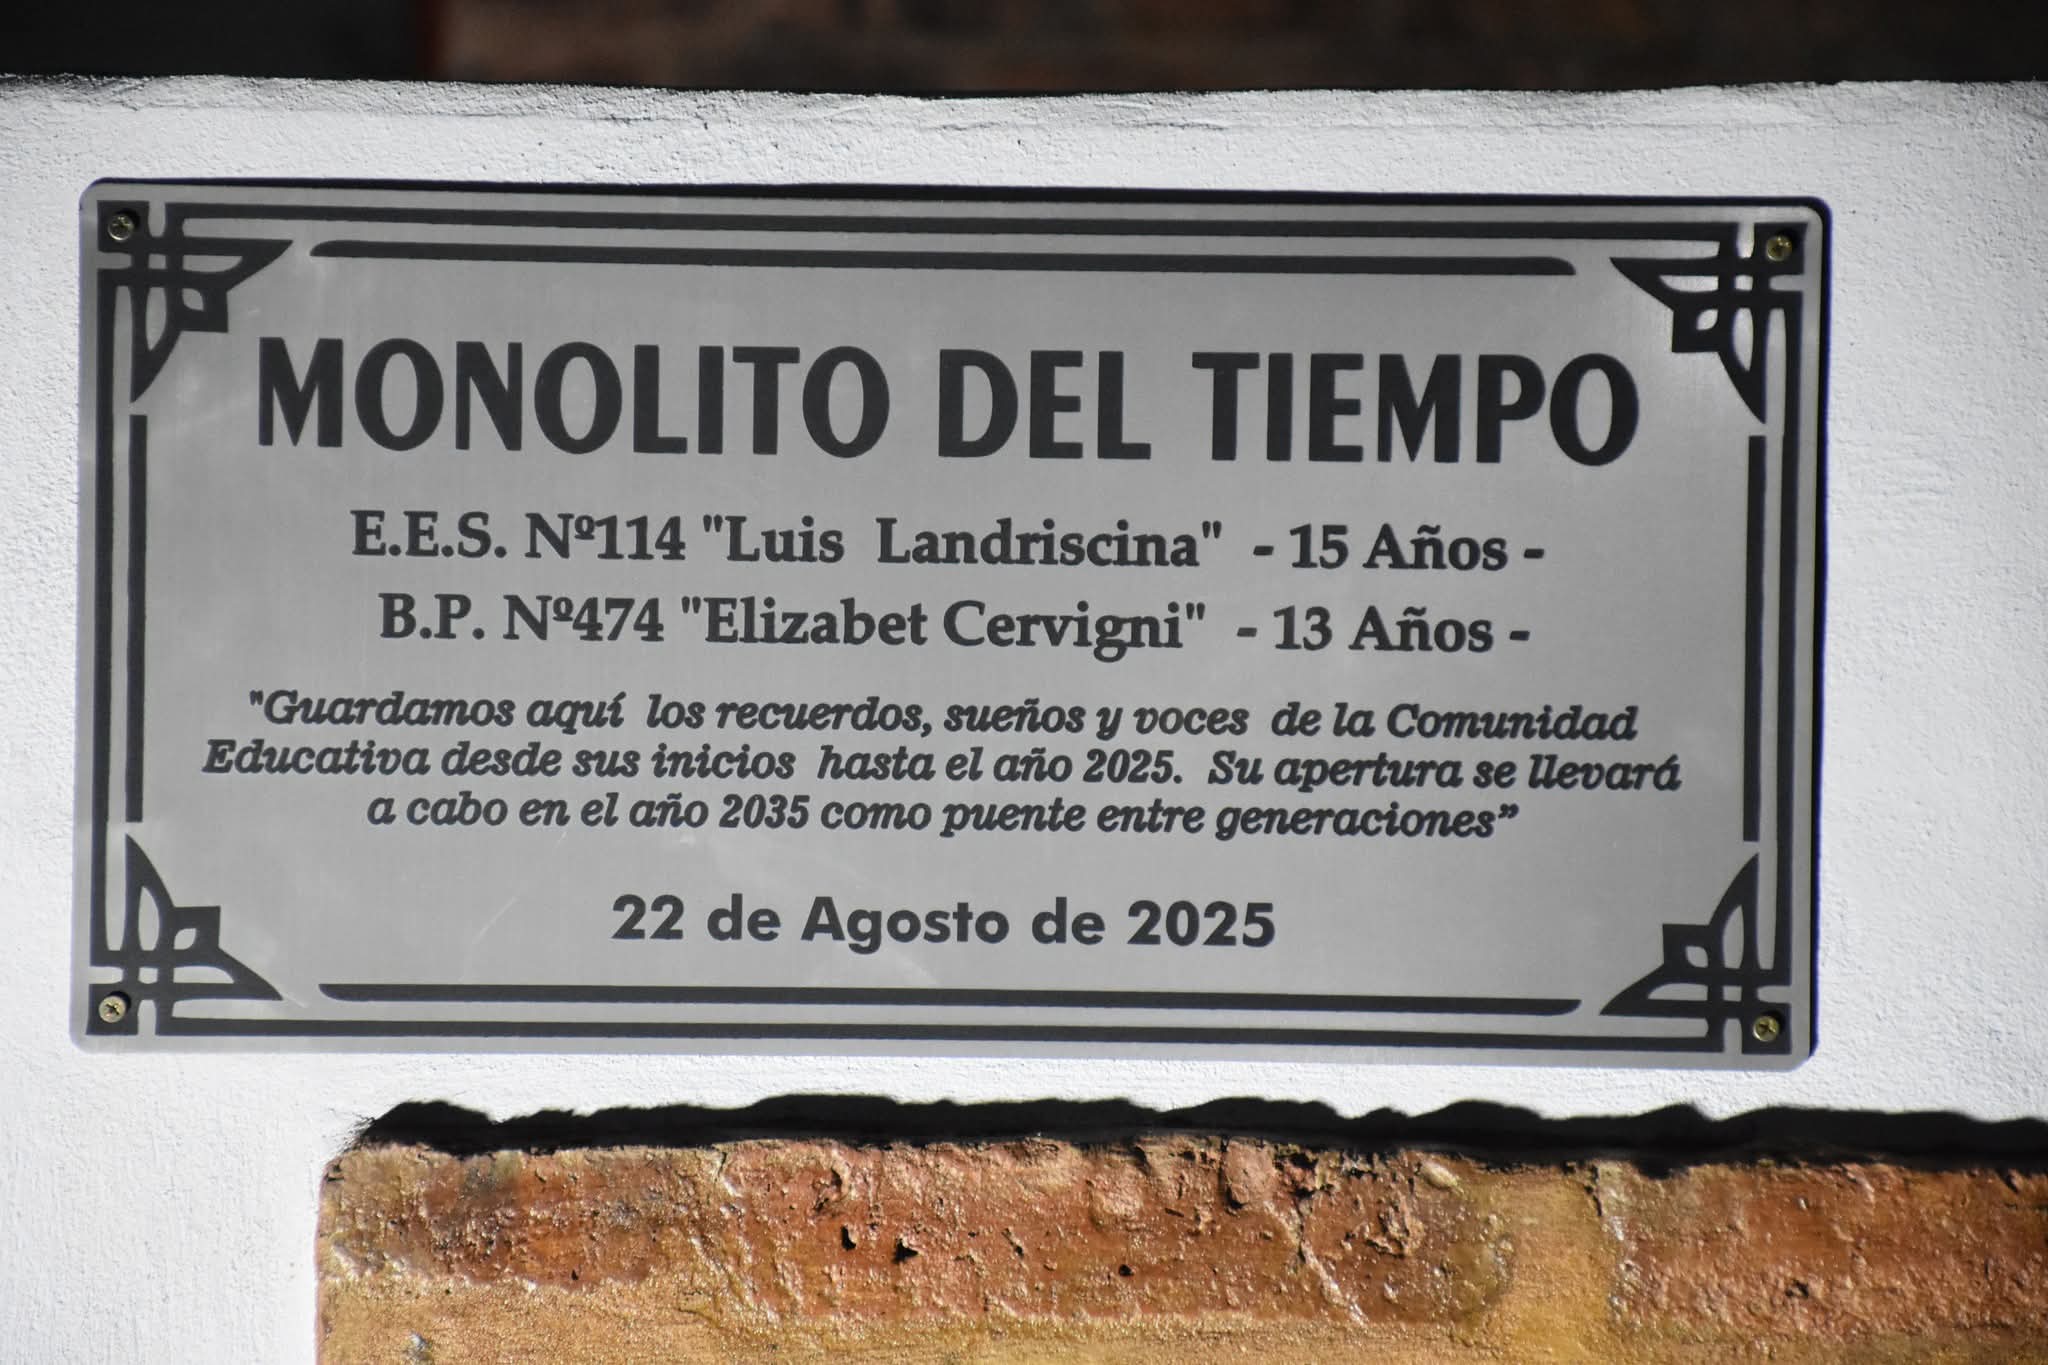 MONOLITO DEL TIEMPO
E.E.S. Nº114 "Luis Landriscina" - 15 Años -
B.P. Nº474 "Elizabet Cervigni" - 13 Años -
"Guardamos aquí los recuerdos, sueños y voces de la Comunidad
Educativa desde sus inicios hasta el año 2025. Su apertura se llevará
a cabo en el año 2035 como puente entre generaciones”
22 de Agosto de 2025